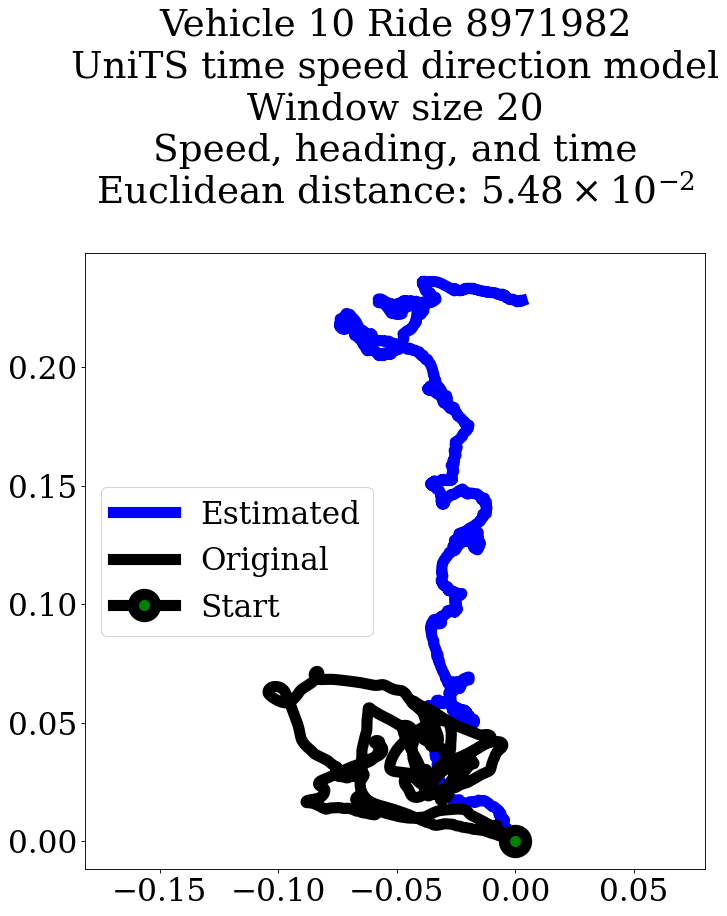 Vehicle 10 Ride 8971982
UniTS time speed direction model
Window size 20
Speed, heading, and time
Euclidean distance: 5.48 × 10⁻²
0.20
0.15
Estimated
Original
Start
0.10
0.05
0.00
−0.15 −0.10 −0.05 0.00 0.05